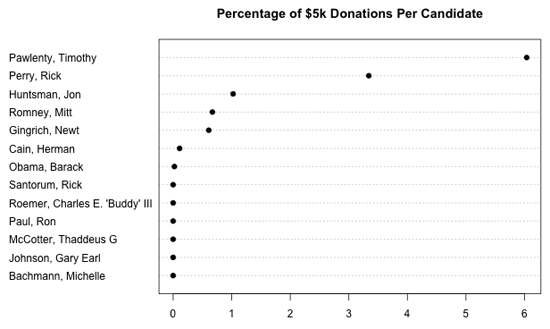 Percentage of $5k Donations Per Candidate
Pawlenty, Timothy
Perry, Rick
Huntsman, Jon
Romney, Mitt
Gingrich, Newt
Cain, Herman
Obama, Barack
Santorum, Rick
Roemer, Charles E. 'Buddy' III
Paul, Ron
McCotter, Thaddeus G
Johnson, Gary Earl
Bachmann, Michelle
0 1 2 3 4 5 6